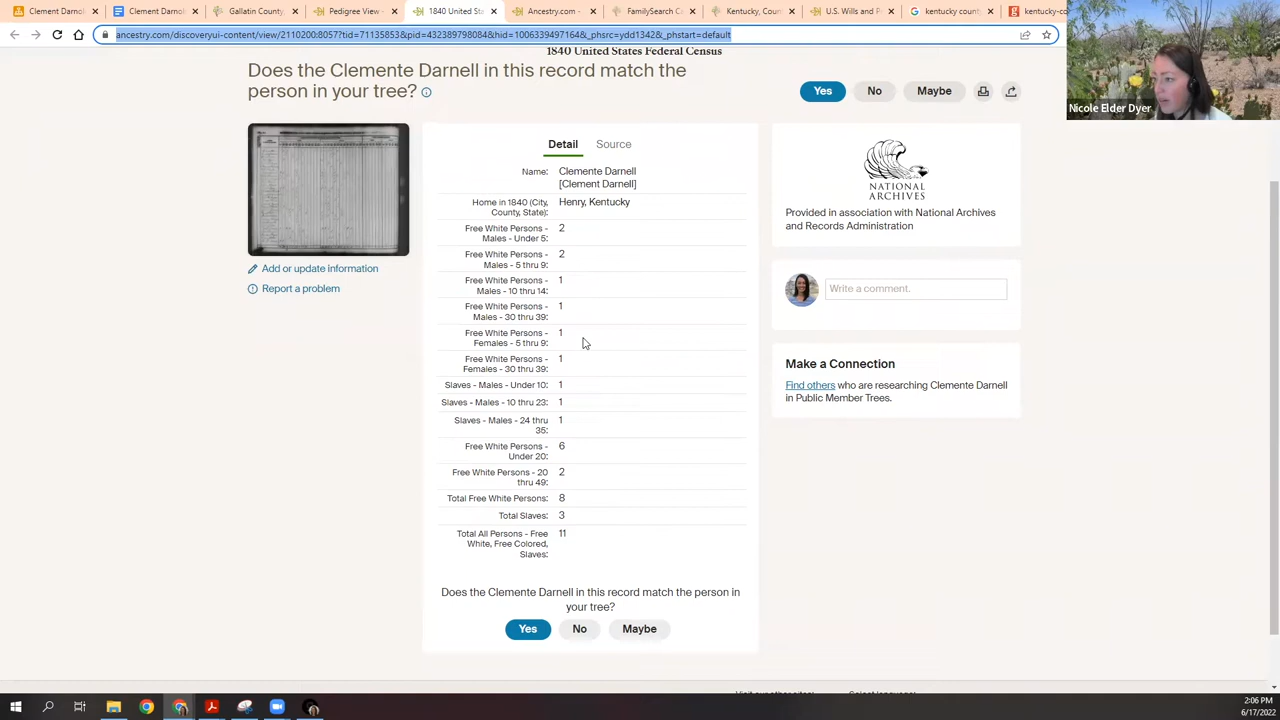 Clement Darnell
Clement Darnol
Gallatin County
Pedigree View -
1840 United Stat
Ancestry.com -
FamilySearch C
Kentucky, Count
U.S. Wills and P
kentucky county
kentucky-co
ancestry.com/discoveryui-content/view/2110200:8057?tid=71135853&pid=432389798084&hid=1006339497164&_phsrc=ydd1342&_phstart=default
1840 United States Federal Census
Does the Clemente Darnell in this record match the
person in your tree?
Yes
No
Maybe
Nicole Elder Dyer
Detail
Source
Name:
Clemente Darnell
[Clement Darnell]
Home in 1840 (City,
County, State):
Henry, Kentucky
Free White Persons -
Males - Under 5:
2
Free White Persons -
Males - 5 thru 9:
2
Free White Persons -
Males - 10 thru 14:
1
Free White Persons -
Males - 30 thru 39:
1
Free White Persons -
Females - 5 thru 9:
1
Free White Persons -
Females - 30 thru 39:
1
Slaves - Males - Under 10:
1
Slaves - Males - 10 thru 23:
1
Slaves - Males - 24 thru
35:
1
Free White Persons -
Under 20:
6
Free White Persons - 20
thru 49:
2
Total Free White Persons:
8
Total Slaves:
3
Total All Persons - Free
White, Free Colored,
Slaves:
11
Does the Clemente Darnell in this record match the person in
your tree?
Yes
No
Maybe
Add or update information
Report a problem
NATIONAL
ARCHIVES
Provided in association with National Archives
and Records Administration
Write a comment.
Make a Connection
Find others who are researching Clemente Darnell
in Public Member Trees.
2:06 PM
6/17/2022